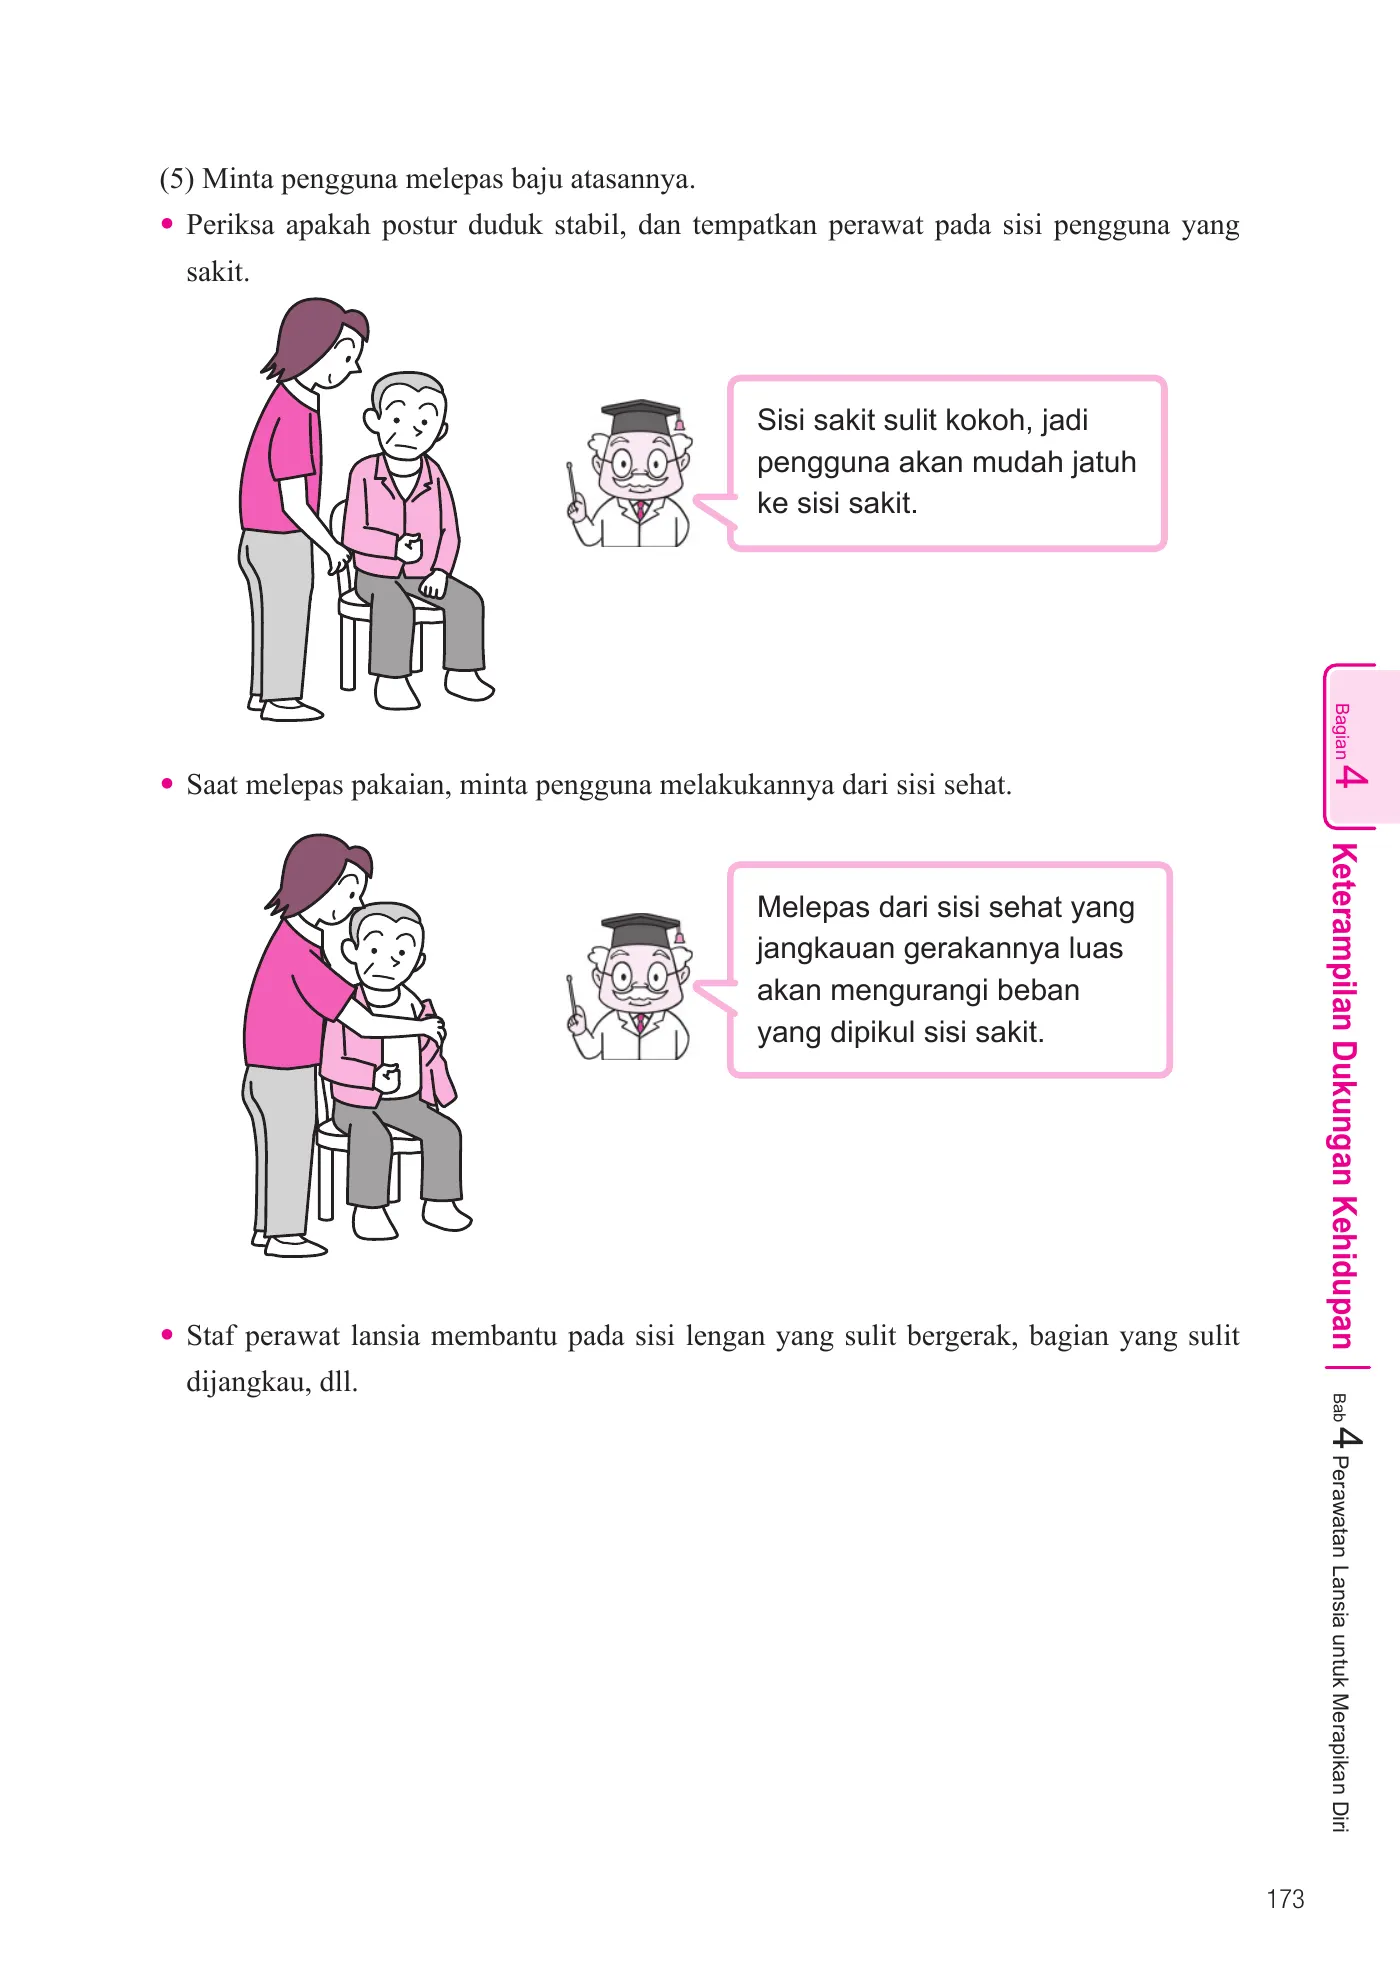 (5) Minta pengguna melepas baju atasannya.
• Periksa apakah postur duduk stabil, dan tempatkan perawat pada sisi pengguna yang
sakit.
Sisi sakit sulit kokoh, jadi
pengguna akan mudah jatuh
ke sisi sakit.
• Saat melepas pakaian, minta pengguna melakukannya dari sisi sehat.
Melepas dari sisi sehat yang
jangkauan gerakannya luas
akan mengurangi beban
yang dipikul sisi sakit.
• Staf perawat lansia membantu pada sisi lengan yang sulit bergerak, bagian yang sulit
dijangkau, dll.
Bagian 4
Keterampilan Dukungan Kehidupan
Bab 4 Perawatan Lansia untuk Merapikan Diri
173